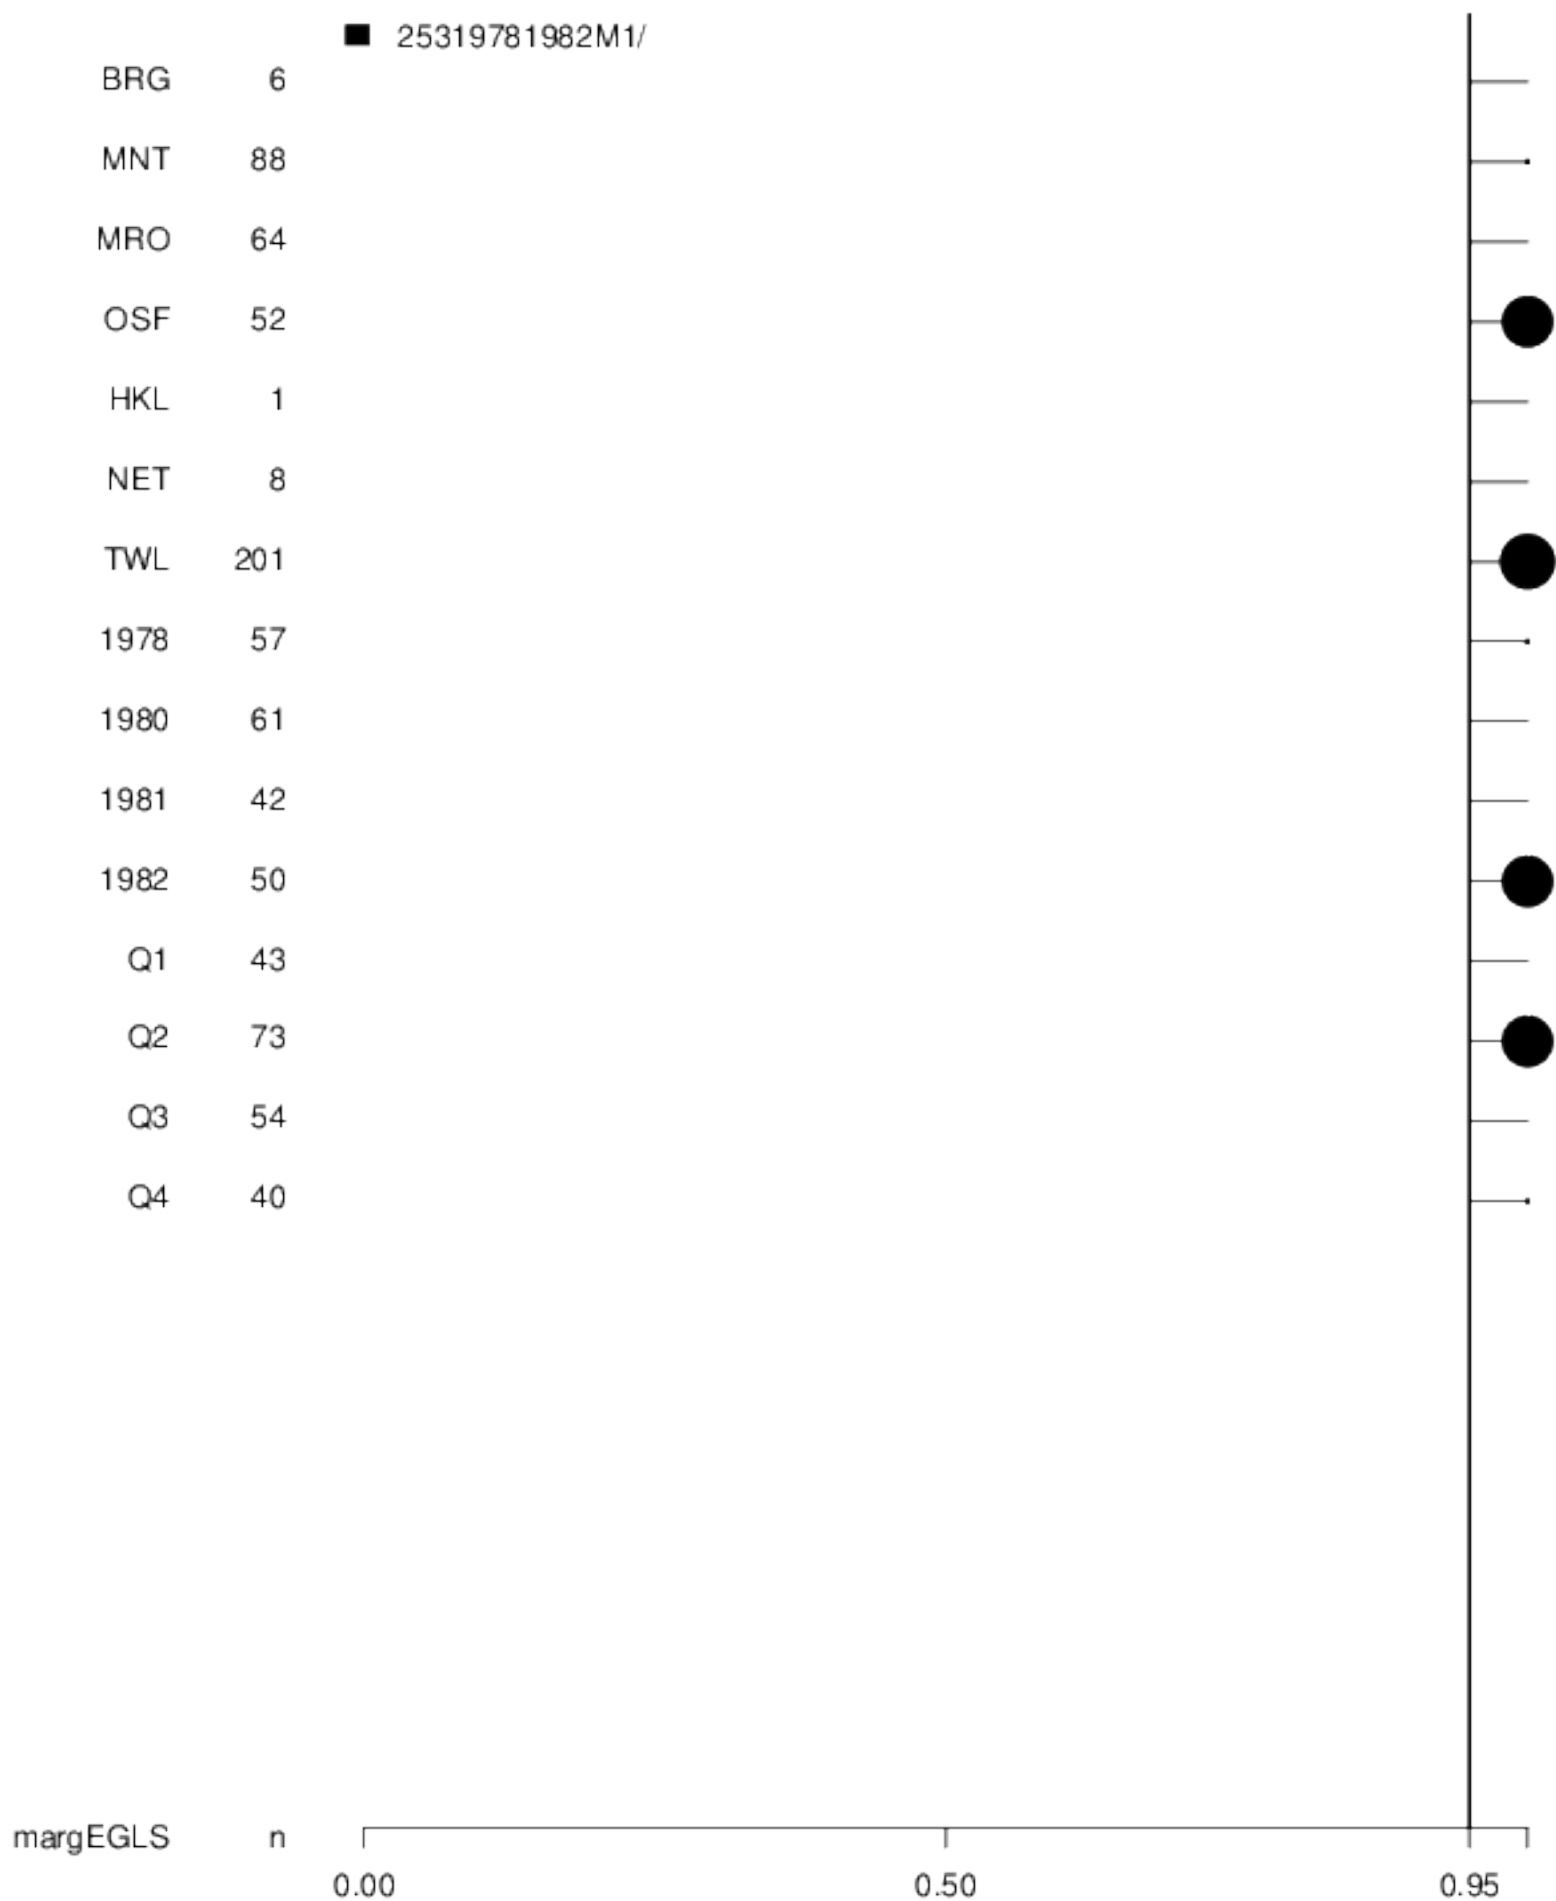 25319781982M1/
BRG 6
MNT 88
MRO 64
OSF 52
HKL 1
NET 8
TWL 201
1978 57
1980 61
1981 42
1982 50
Q1 43
Q2 73
Q3 54
Q4 40
margEGLS n
0.00 0.50 0.95